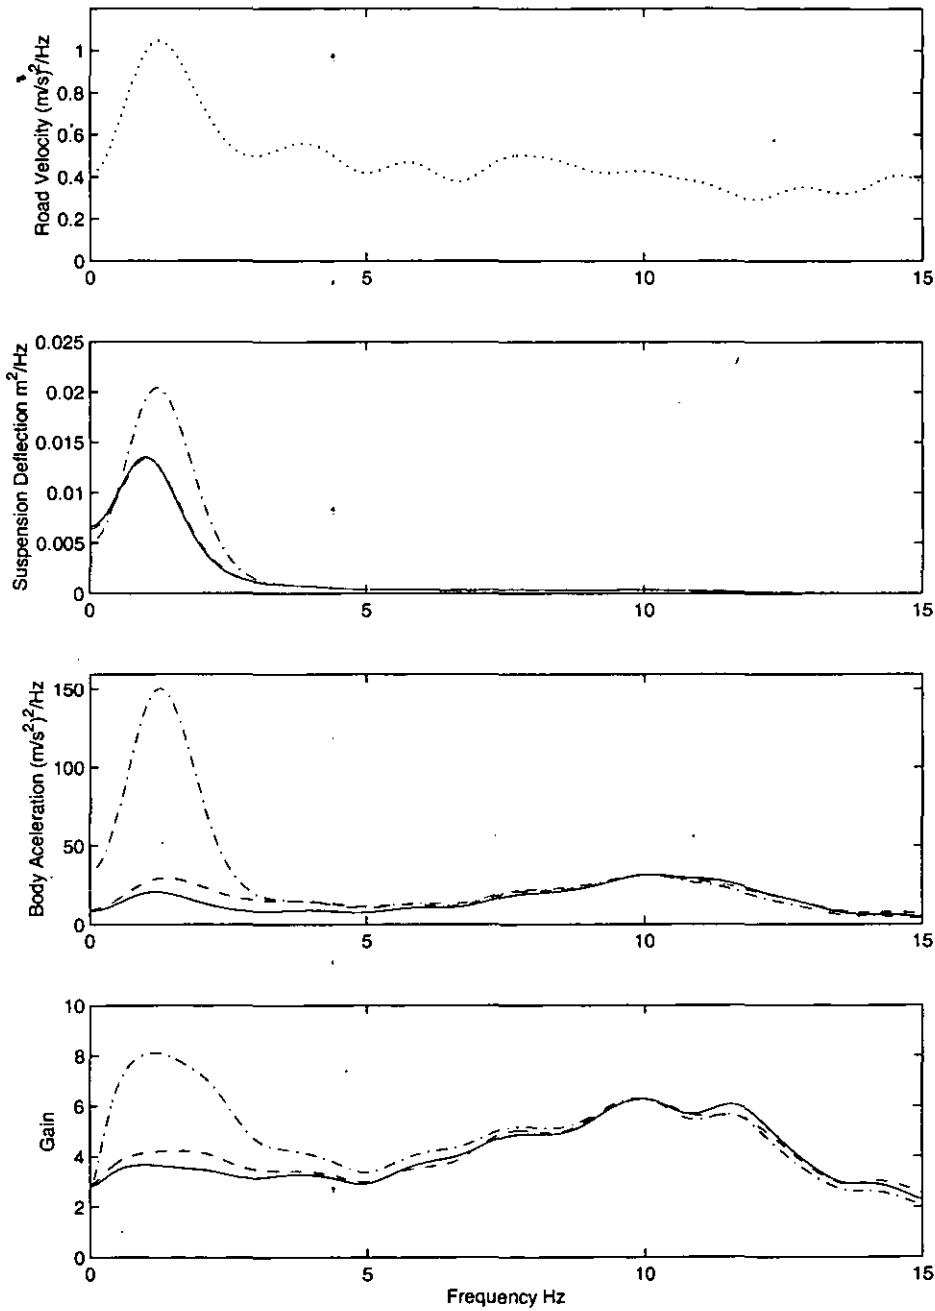 Road Velocity (m/s)²/Hz
1
0.8
0.6
0.4
0.2
0
0 5 10 15
Suspension Deflection m²/Hz
0.025
0.02
0.015
0.01
0.005
0
0 5 10 15
Body Aceleration (m/s²)²/Hz
150
100
50
0
0 5 10 15
Gain
10
8
6
4
2
0
0 5 10 15
Frequency Hz